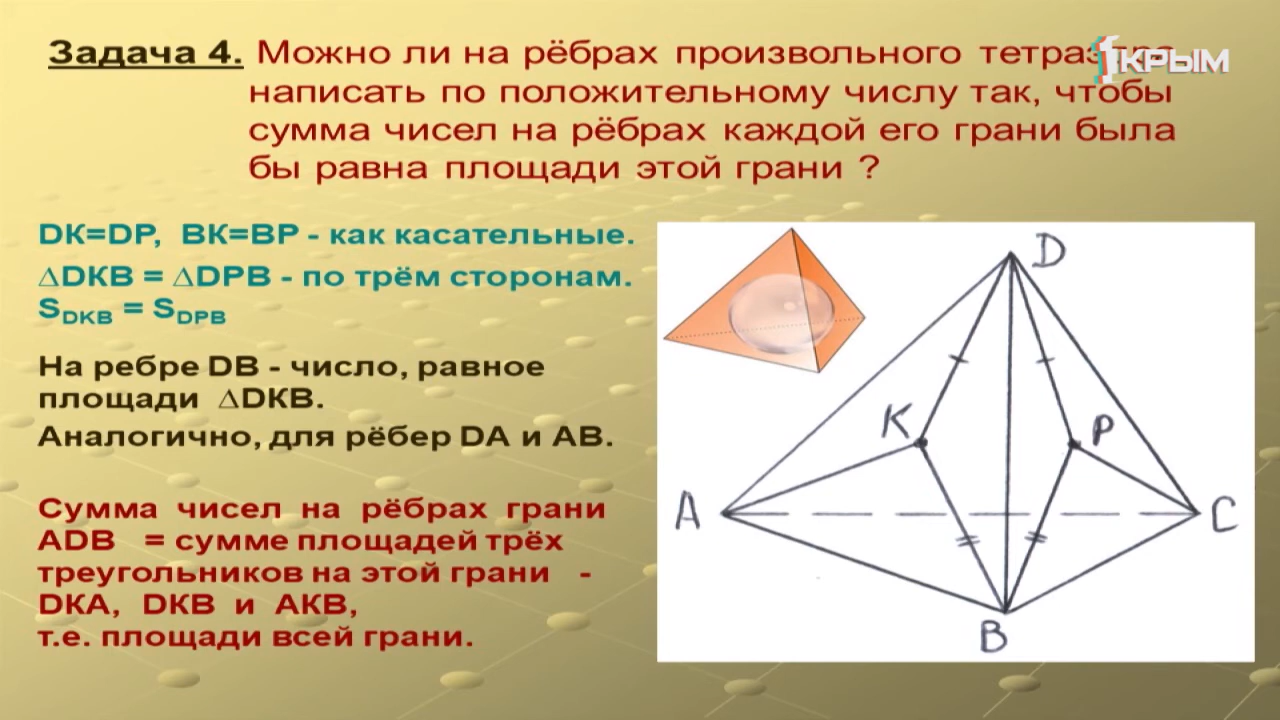 Задача 4. Можно ли на рёбрах произвольного
1КРЫМ
написать по положительному числу так, чтобы
сумма чисел на рёбрах каждой его грани была
бы равна площади этой грани ?
DK=DP, BK=BP - как касательные.
∆DKB = ∆DPB - по трём сторонам.
SDKB = SDPB
На ребре DB - число, равное
площади ∆DKB.
Аналогично, для рёбер DA и AB.
Сумма чисел на рёбрах грани
ADB = сумме площадей трёх
треугольников на этой грани -
DKA, DKB и AKB,
т.е. площади всей грани.
D
K
P
A
C
B